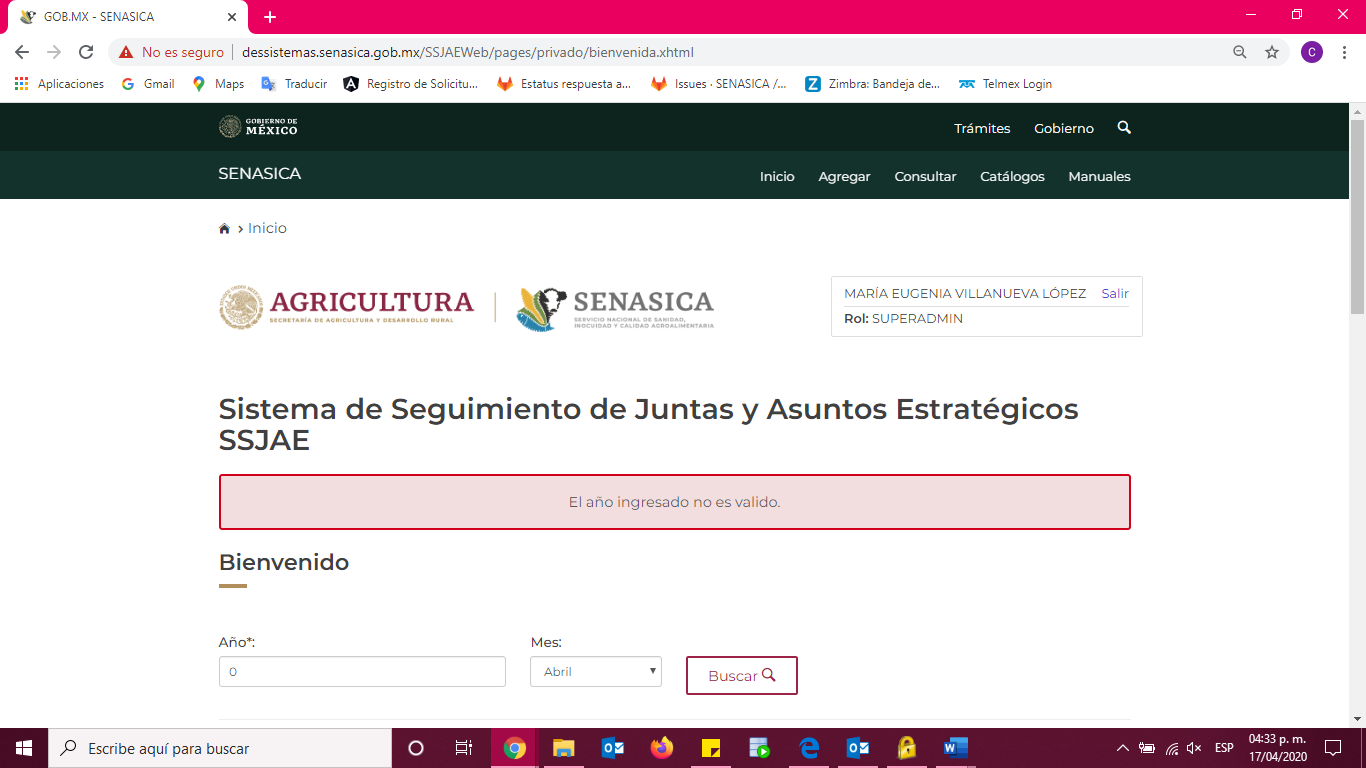 GOB.MX - SENASICA
No es seguro | dessistemas.senasica.gob.mx/SSJAEWeb/pages/privado/bienvenida.xhtml
C
Aplicaciones Gmail Maps Traducir Registro de Solicitu... Estatus respuesta a... Issues · SENASICA /... Zimbra: Bandeja de... Telmex Login
GOBIERNO DE
MÉXICO
Trámites Gobierno
SENASICA
Inicio Agregar Consultar Catálogos Manuales
Inicio
AGRICULTURA
SECRETARÍA DE AGRICULTURA Y DESARROLLO RURAL
SENASICA
SERVICIO NACIONAL DE SANIDAD,
INOCUIDAD Y CALIDAD AGROALIMENTARIA
MARÍA EUGENIA VILLANUEVA LÓPEZ Salir
Rol: SUPERADMIN
Sistema de Seguimiento de Juntas y Asuntos Estratégicos
SSJAE
El año ingresado no es valido.
Bienvenido
Año*: Mes:
0 Abril Buscar
Escribe aquí para buscar
ESP
04:33 p. m.
17/04/2020